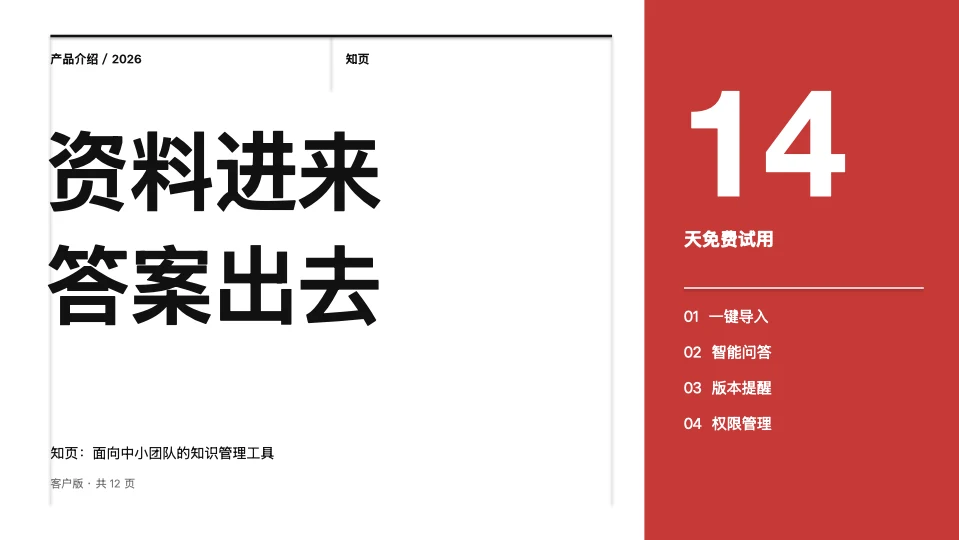 产品介绍 / 2026
知页
资料进来
答案出去
知页：面向中小团队的知识管理工具
客户版 · 共 12 页
14
天免费试用
01 一键导入
02 智能问答
03 版本提醒
04 权限管理